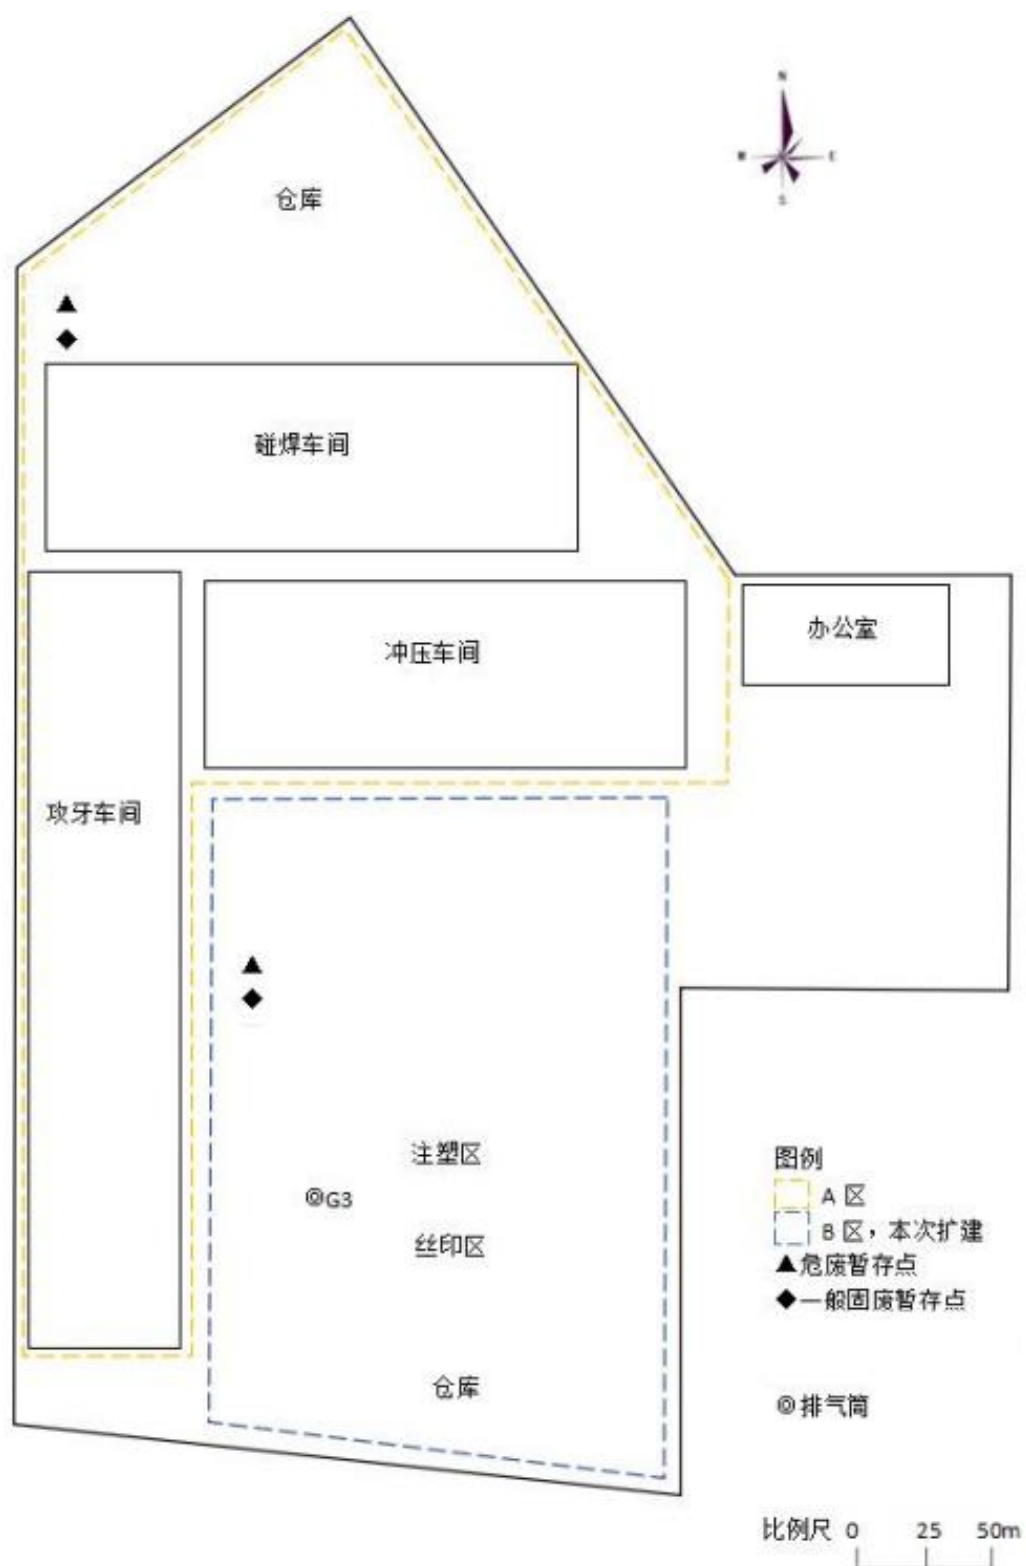 N
W
E
S
仓库
碰焊车间
冲压车间
办公室
攻牙车间
注塑区
G3
丝印区
仓库
图例
A 区
B 区，本次扩建
危废暂存点
一般固废暂存点
排气筒
比例尺 0 25 50m